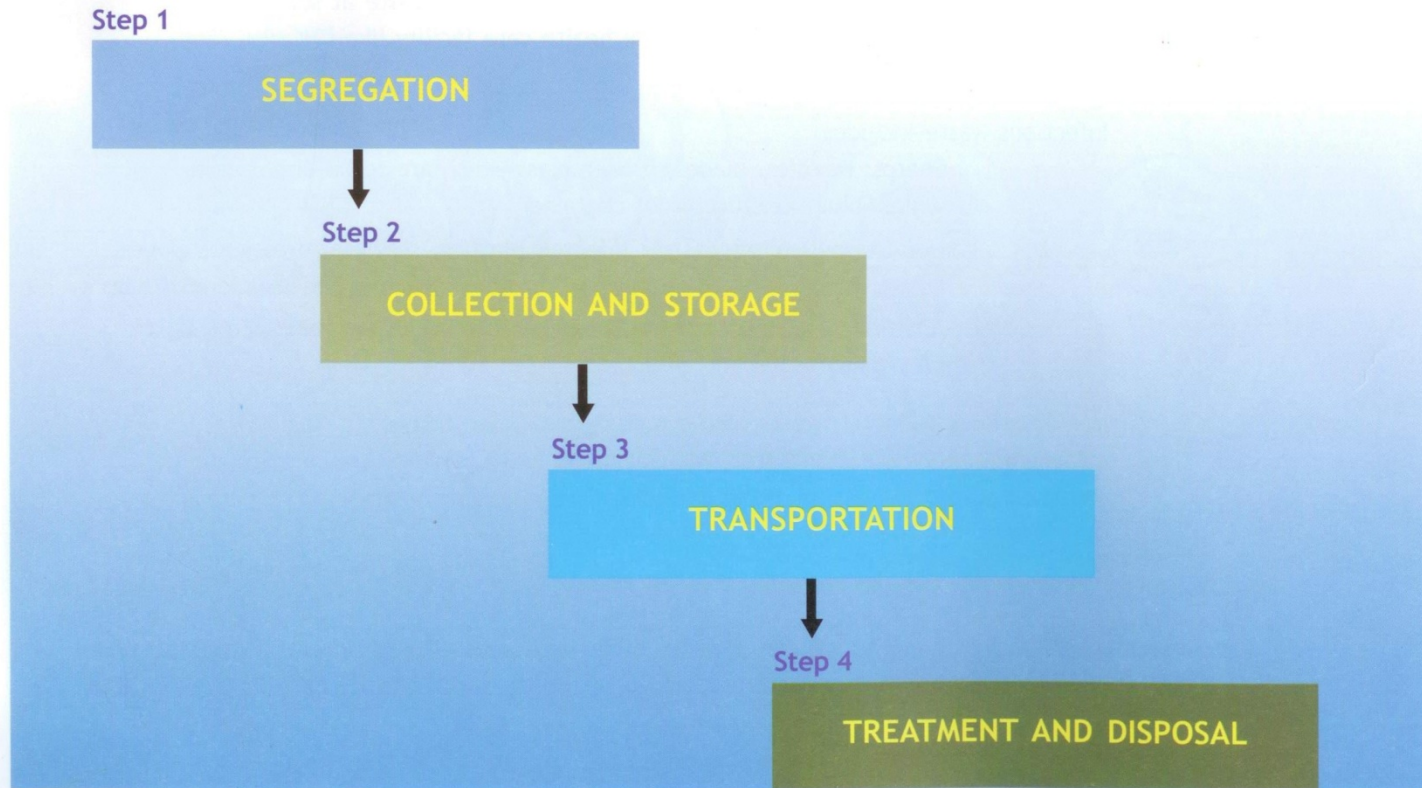 Step 1
SEGREGATION
Step 2
COLLECTION AND STORAGE
Step 3
TRANSPORTATION
Step 4
TREATMENT AND DISPOSAL